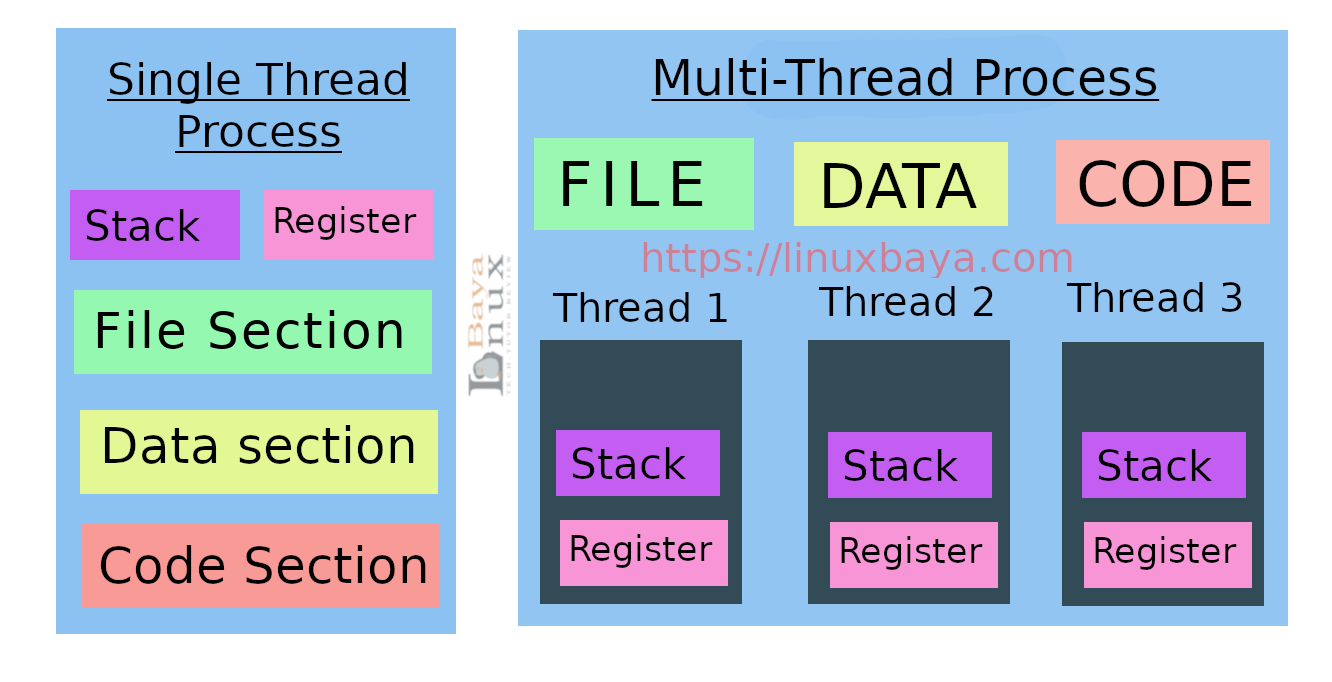 Single Thread
Process
Stack
Register
File Section
Data section
Code Section
Linux
Baya
TECH TUTOR REVIEW
Multi-Thread Process
FILE
DATA
CODE
https://linuxbaya.com
Thread 1
Thread 2
Thread 3
Stack
Stack
Stack
Register
Register
Register